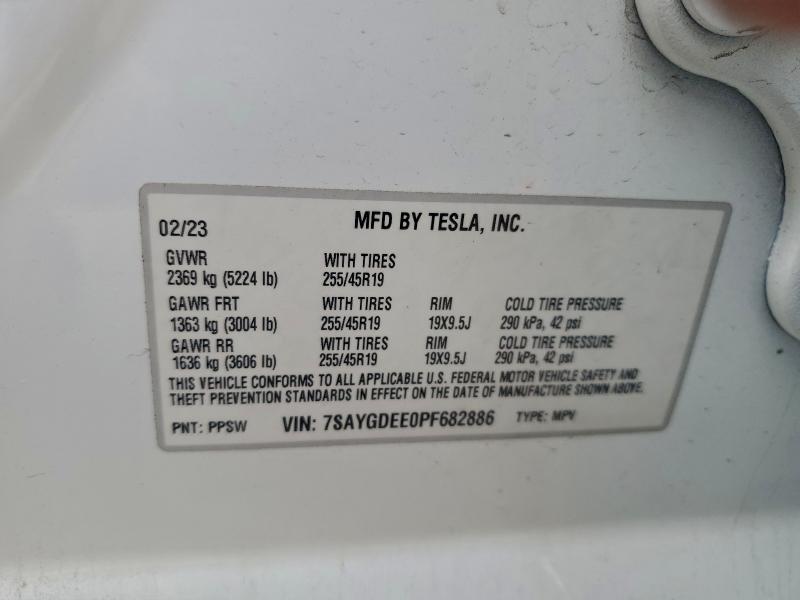 02/23 MFD BY TESLA, INC.
GVWR WITH TIRES
2369 kg (5224 lb) 255/45R19
GAWR FRT WITH TIRES RIM COLD TIRE PRESSURE
1363 kg (3004 lb) 255/45R19 19X9.5J 290 kPa, 42 psi
GAWR RR WITH TIRES RIM COLD TIRE PRESSURE
1636 kg (3606 lb) 255/45R19 19X9.5J 290 kPa, 42 psi
THIS VEHICLE CONFORMS TO ALL APPLICABLE U.S. FEDERAL MOTOR VEHICLE SAFETY AND
THEFT PREVENTION STANDARDS IN EFFECT ON THE DATE OF MANUFACTURE SHOWN ABOVE.
PNT: PPSW VIN: 7SAYGDEE0PF682886 TYPE: MPV